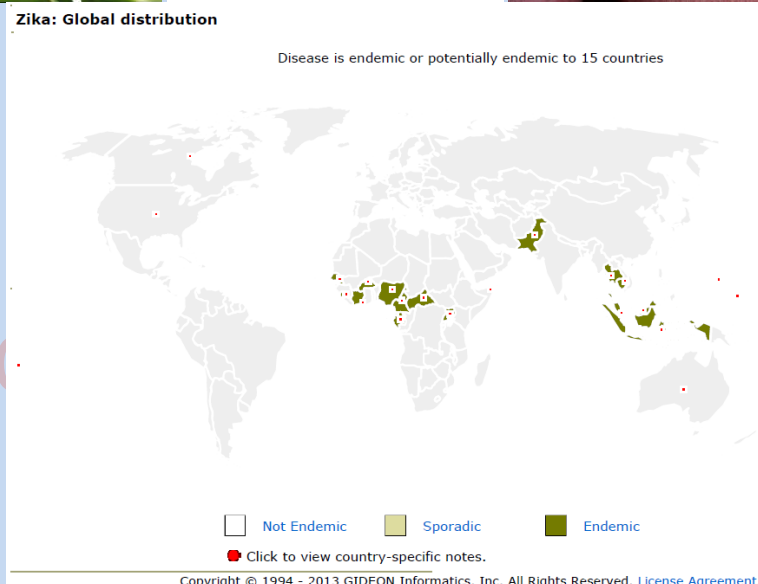 Zika: Global distribution
Disease is endemic or potentially endemic to 15 countries
Not Endemic Sporadic Endemic
Click to view country-specific notes.
Copyright © 1994 - 2013 GIDEON Informatics, Inc. All Rights Reserved. License Agreement